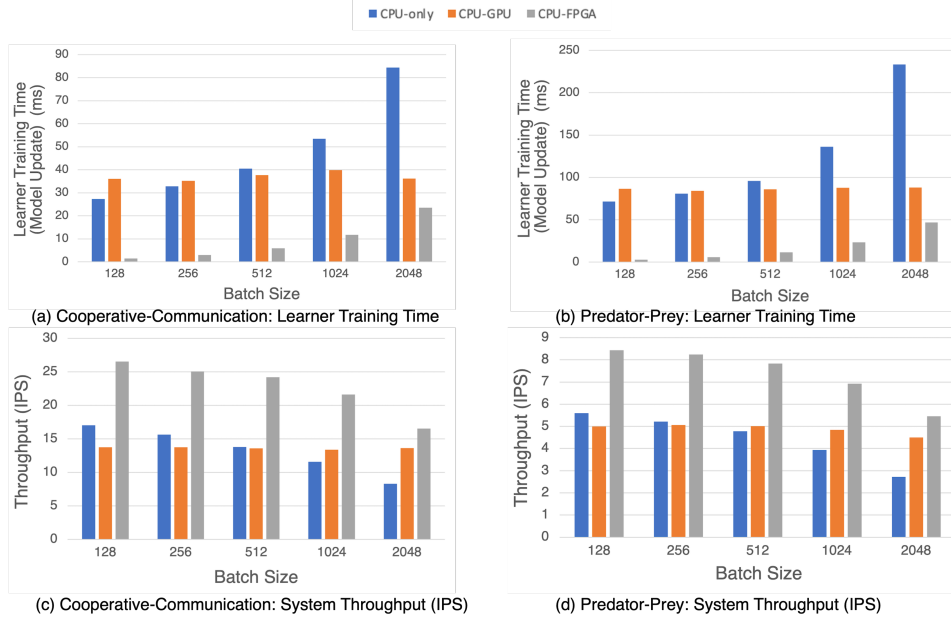 CPU-only CPU-GPU CPU-FPGA
90
80
70
60
50
40
30
20
10
0
Learner Training Time
(Model Update) (ms)
128 256 512 1024 2048
Batch Size
(a) Cooperative-Communication: Learner Training Time
250
200
150
100
50
0
Learner Training Time
(Model Update) (ms)
128 256 512 1024 2048
Batch Size
(b) Predator-Prey: Learner Training Time
30
25
20
15
10
5
0
Throughput (IPS)
128 256 512 1024 2048
Batch Size
(c) Cooperative-Communication: System Throughput (IPS)
9
8
7
6
5
4
3
2
1
0
Throughput (IPS)
128 256 512 1024 2048
Batch Size
(d) Predator-Prey: System Throughput (IPS)